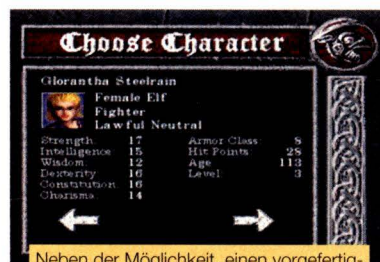 Choose Character
Glorantha Steelrain
Female Elf
Fighter
Lawful Neutral
Strength: 17 Armor Class: 8
Intelligence: 15 Hit Points: 28
Wisdom: 12 Age: 113
Dexterity: 16 Level: 3
Constitution: 16
Charisma: 14
Neben der Möglichkeit, einen vorgefertig-